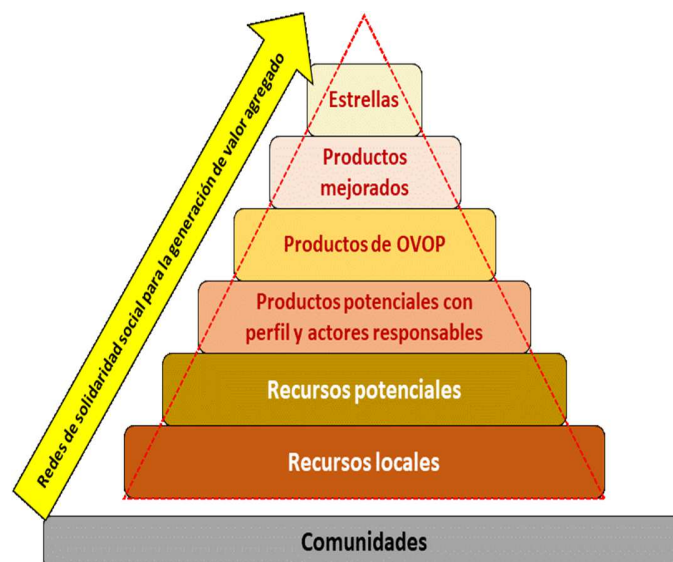 Redes de solidaridad social para la generación de valor agregado
Estrellas
Productos
mejorados
Productos de OVOP
Productos potenciales con
perfil y actores responsables
Recursos potenciales
Recursos locales
Comunidades